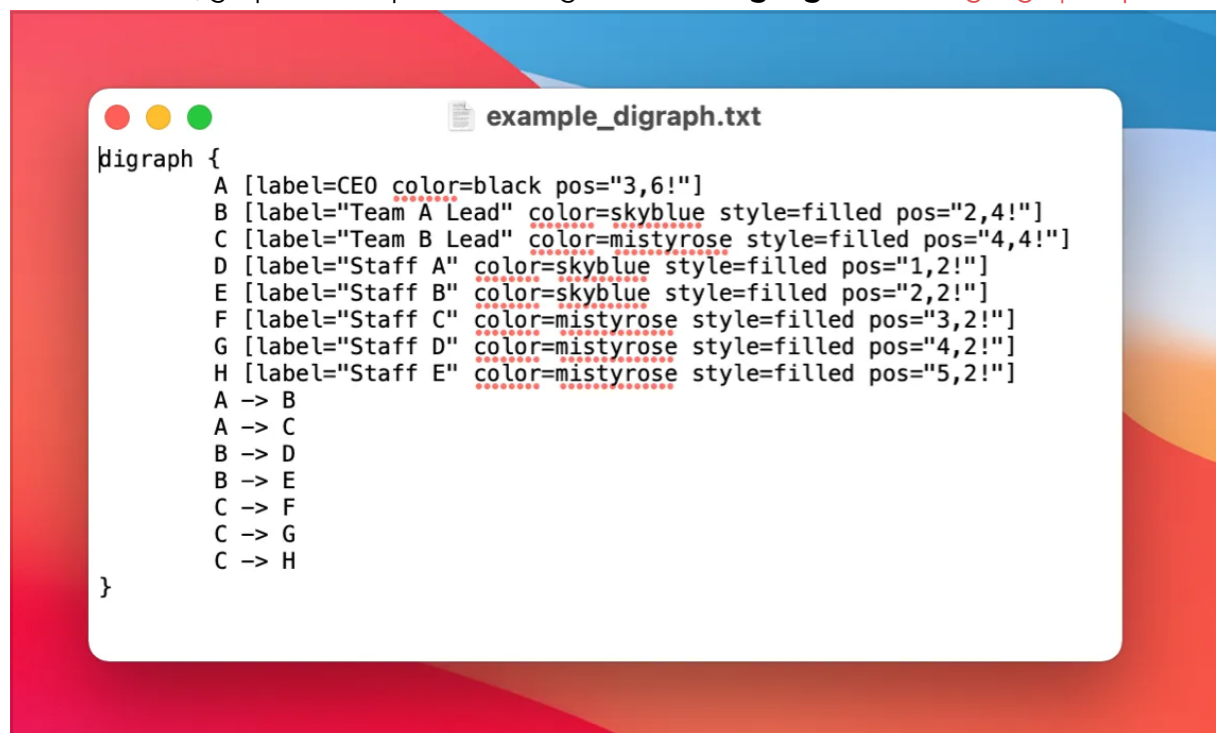 example_digraph.txt
digraph {
A [label=CEO color=black pos="3,6!"]
B [label="Team A Lead" color=skyblue style=filled pos="2,4!"]
C [label="Team B Lead" color=mistyrose style=filled pos="4,4!"]
D [label="Staff A" color=skyblue style=filled pos="1,2!"]
E [label="Staff B" color=skyblue style=filled pos="2,2!"]
F [label="Staff C" color=mistyrose style=filled pos="3,2!"]
G [label="Staff D" color=mistyrose style=filled pos="4,2!"]
H [label="Staff E" color=mistyrose style=filled pos="5,2!"]
A -> B
A -> C
B -> D
B -> E
C -> F
C -> G
C -> H
}